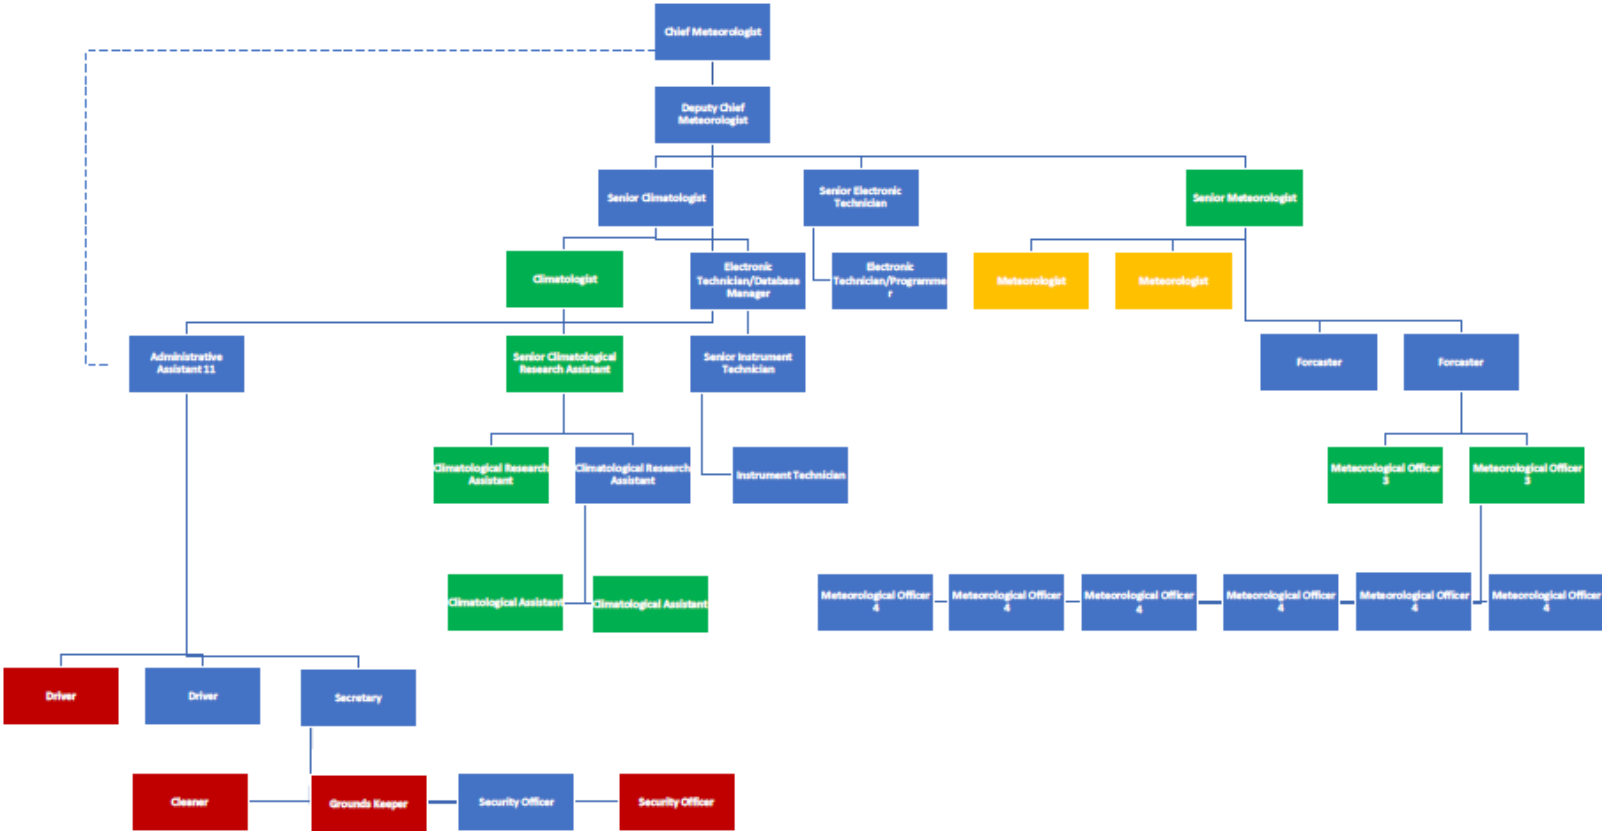 Chief Meteorologist
Deputy Chief
Meteorologist
Senior Climatologist
Senior Electronic
Technician
Senior Meteorologist
Climatologist
Electronic
Technician/Database
Manager
Electronic
Technician/Programme
r
Meteorologist
Meteorologist
Administrative
Assistant 11
Senior Climatological
Research Assistant
Senior Instrument
Technician
Forcaster
Forcaster
Climatological Research
Assistant
Climatological Research
Assistant
Instrument Technician
Meteorological Officer
3
Meteorological Officer
3
Climatological Assistant
Climatological Assistant
Meteorological Officer
4
Meteorological Officer
4
Meteorological Officer
4
Meteorological Officer
4
Meteorological Officer
4
Meteorological Officer
4
Driver
Driver
Secretary
Cleaner
Grounds Keeper
Security Officer
Security Officer